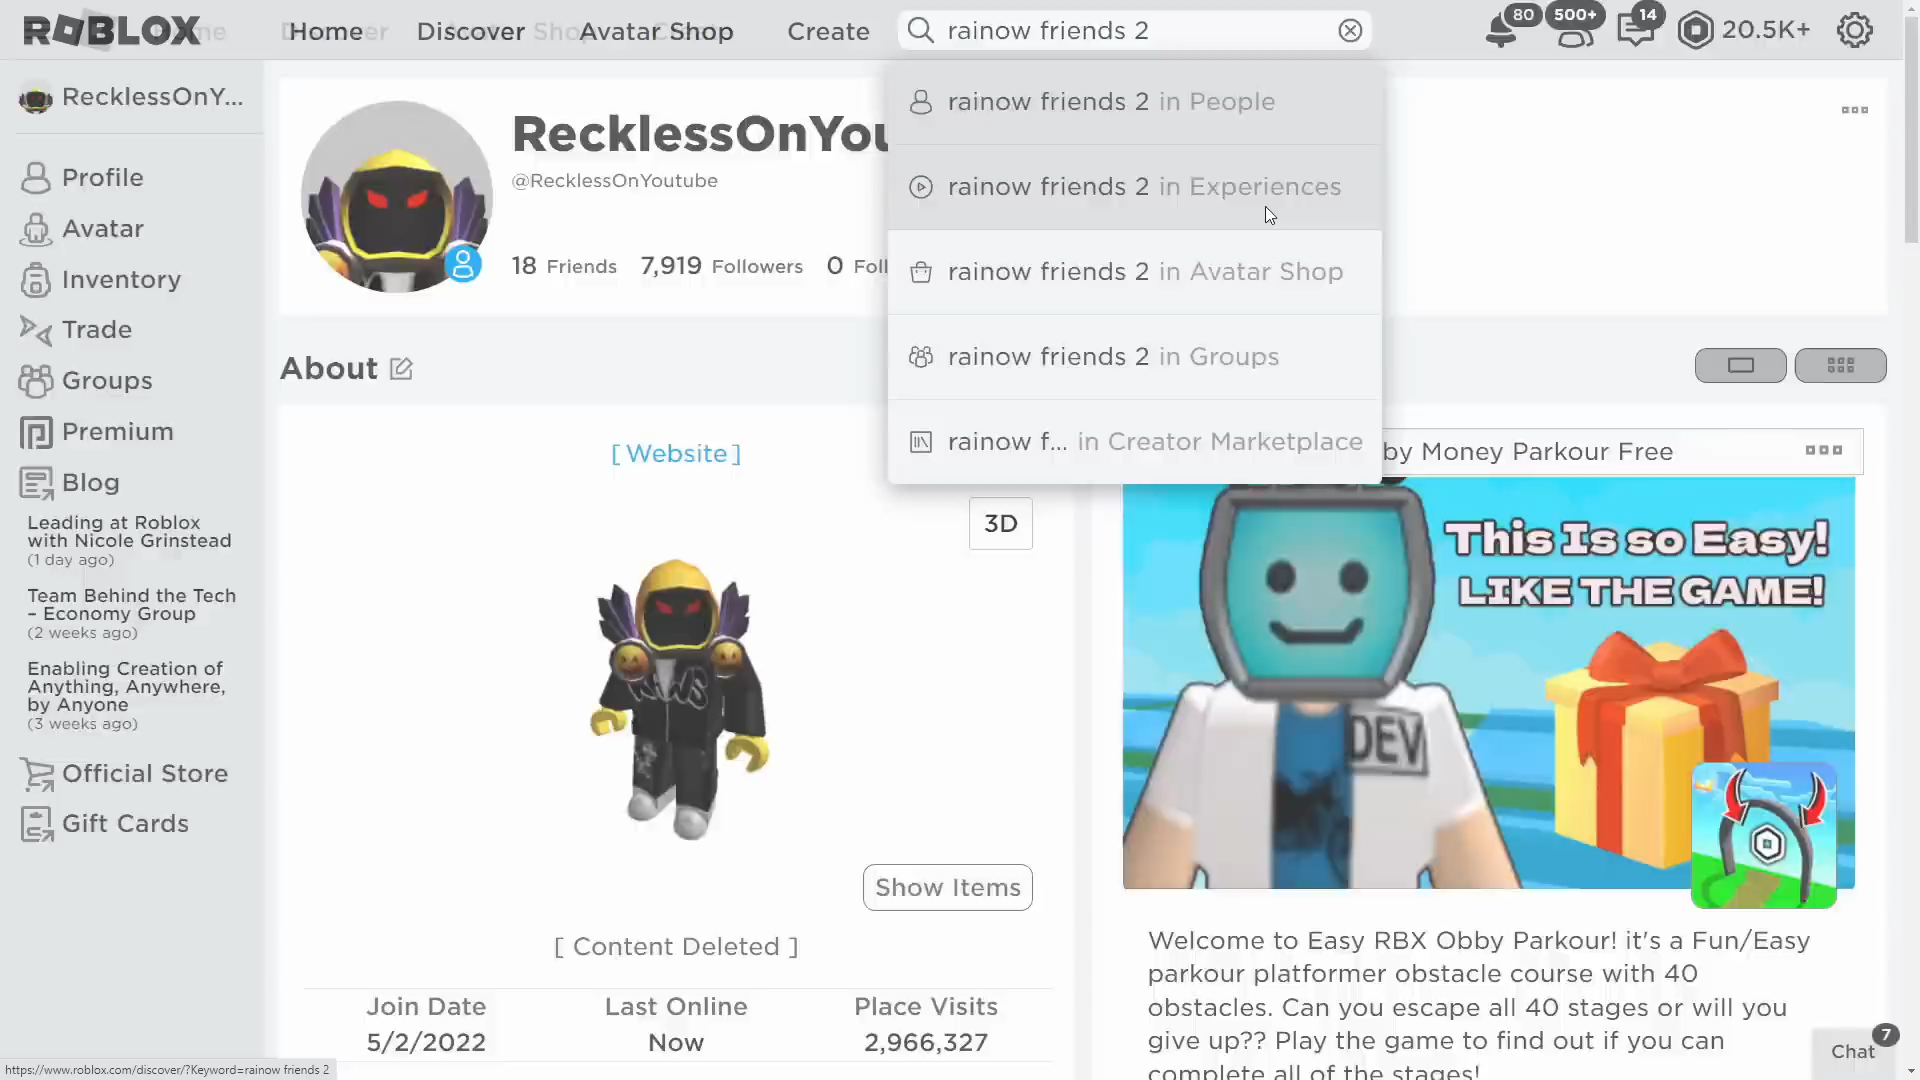 ROBLOX
Home
Discover
Avatar Shop
Create
rainow friends 2
80
500+
14
20.5K+
RecklessOnY...
Profile
Avatar
Inventory
Trade
Groups
Premium
Blog
Leading at Roblox
with Nicole Grinstead
(1 day ago)
Team Behind the Tech
– Economy Group
(2 weeks ago)
Enabling Creation of
Anything, Anywhere,
by Anyone
(3 weeks ago)
Official Store
Gift Cards
RecklessOnYou
@RecklessOnYoutube
18 Friends 7,919 Followers 0 Foll
rainow friends 2 in People
rainow friends 2 in Experiences
rainow friends 2 in Avatar Shop
rainow friends 2 in Groups
rainow f... in Creator Marketplace
About
[ Website ]
3D
Show Items
[ Content Deleted ]
Join Date Last Online Place Visits
5/2/2022 Now 2,966,327
by Money Parkour Free
This Is so Easy!
LIKE THE GAME!
DEV
Welcome to Easy RBX Obby Parkour! it's a Fun/Easy
parkour platformer obstacle course with 40
obstacles. Can you escape all 40 stages or will you
give up?? Play the game to find out if you can
complete all of the stages!
Chat
7
https://www.roblox.com/discover/?Keyword=rainow friends 2